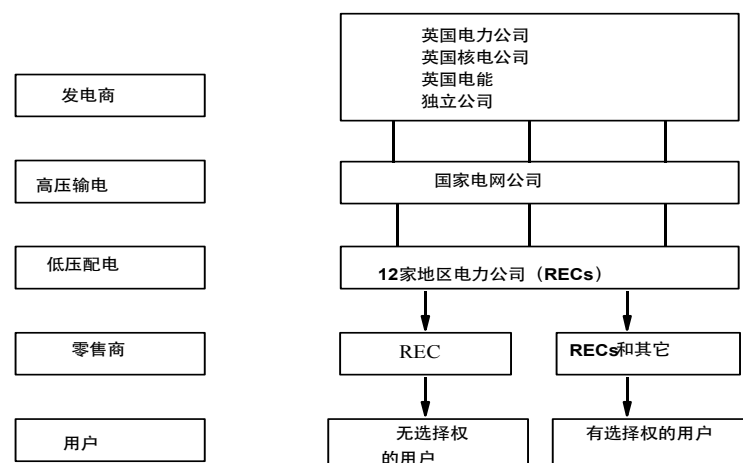 英国电力公司
英国核电公司
英国电能
独立公司
发电商
高压输电
国家电网公司
低压配电
12家地区电力公司（RECs）
零售商
REC
RECs和其它
用户
无选择权
的用户
有选择权的用户